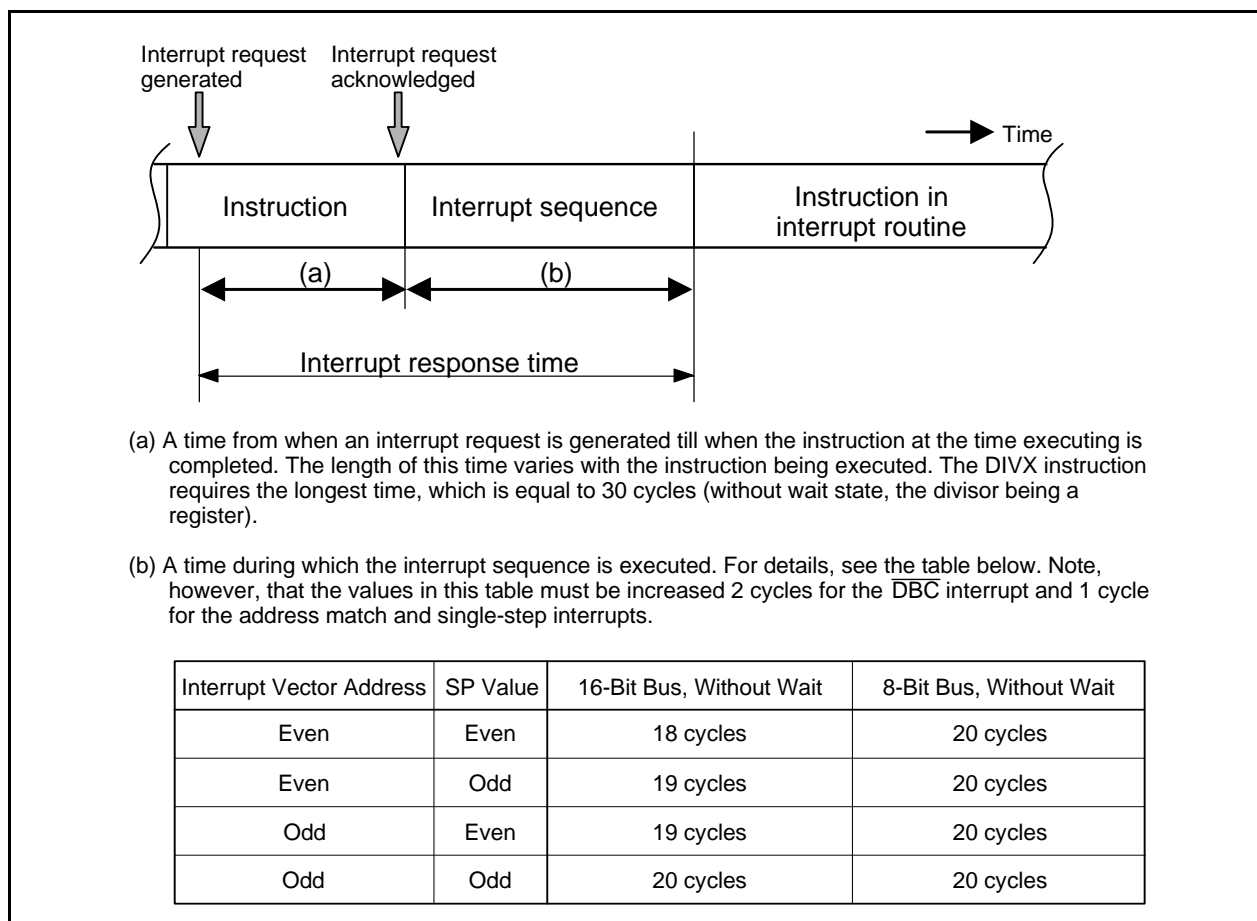 Interrupt request generated
Interrupt request acknowledged
Time
Instruction
Interrupt sequence
Instruction in
interrupt routine
(a)
(b)
Interrupt response time
(a) A time from when an interrupt request is generated till when the instruction at the time executing is
completed. The length of this time varies with the instruction being executed. The DIVX instruction
requires the longest time, which is equal to 30 cycles (without wait state, the divisor being a
register).
(b) A time during which the interrupt sequence is executed. For details, see the table below. Note,
however, that the values in this table must be increased 2 cycles for the DBC interrupt and 1 cycle
for the address match and single-step interrupts.
Interrupt Vector Address SP Value 16-Bit Bus, Without Wait 8-Bit Bus, Without Wait
Even Even 18 cycles 20 cycles
Even Odd 19 cycles 20 cycles
Odd Even 19 cycles 20 cycles
Odd Odd 20 cycles 20 cycles